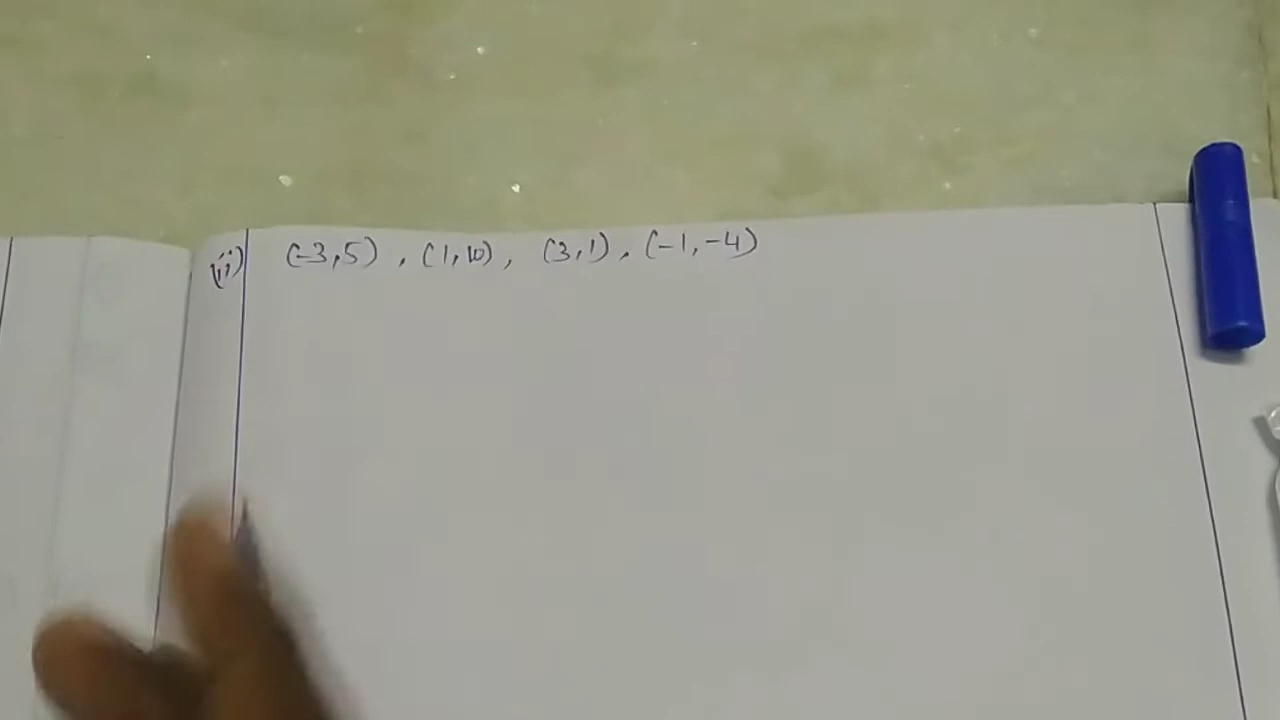 (ii) (-3,5) , (1,10), (3,1), (-1,-4)